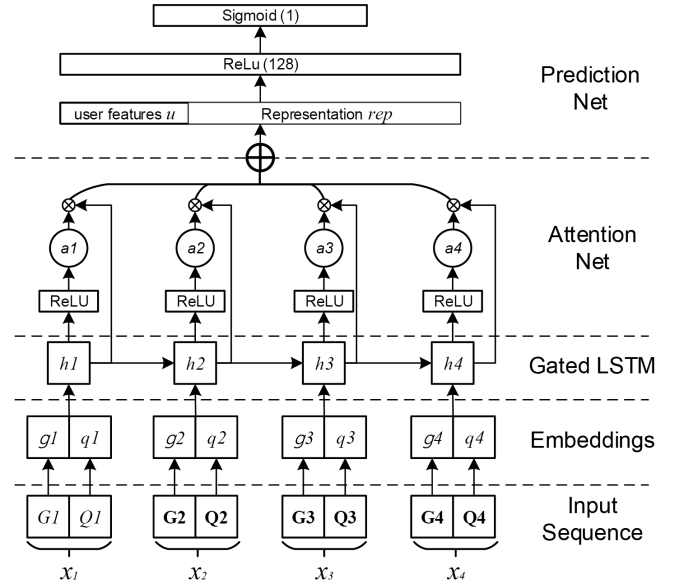 Sigmoid (1)
ReLu (128)
Prediction
Net
user features u
Representation rep
a1
a2
a3
a4
Attention
Net
ReLU
ReLU
ReLU
ReLU
h1
h2
h3
h4
Gated LSTM
g1
q1
g2
q2
g3
q3
g4
q4
Embeddings
G1
Q1
G2
Q2
G3
Q3
G4
Q4
Input
Sequence
x1
x2
x3
x4